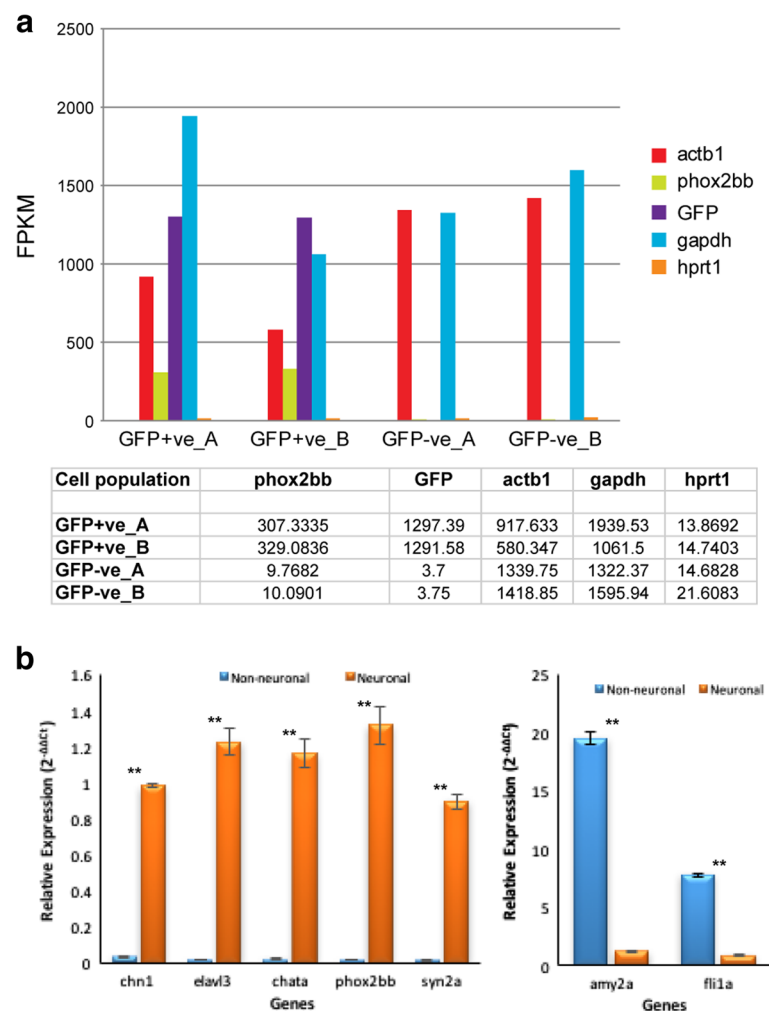 a
2500
2000
1500
1000
500
0
FPKM
GFP+ve_A GFP+ve_B GFP-ve_A GFP-ve_B
actb1
phox2bb
GFP
gapdh
hprt1
Cell population phox2bb GFP actb1 gapdh hprt1
GFP+ve_A 307.3335 1297.39 917.633 1939.53 13.8692
GFP+ve_B 329.0836 1291.58 580.347 1061.5 14.7403
GFP-ve_A 9.7682 3.7 1339.75 1322.37 14.6828
GFP-ve_B 10.0901 3.75 1418.85 1595.94 21.6083
b
Non-neuronal Neuronal
1.6
1.4
1.2
1
0.8
0.6
0.4
0.2
0
Relative Expression (2^-ΔΔCt)
** ** ** ** **
chn1 elavl3 chata phox2bb syn2a
Genes
Non-neuronal Neuronal
25
20
15
10
5
0
Relative Expression (2^-ΔΔCt)
** **
amy2a fli1a
Genes